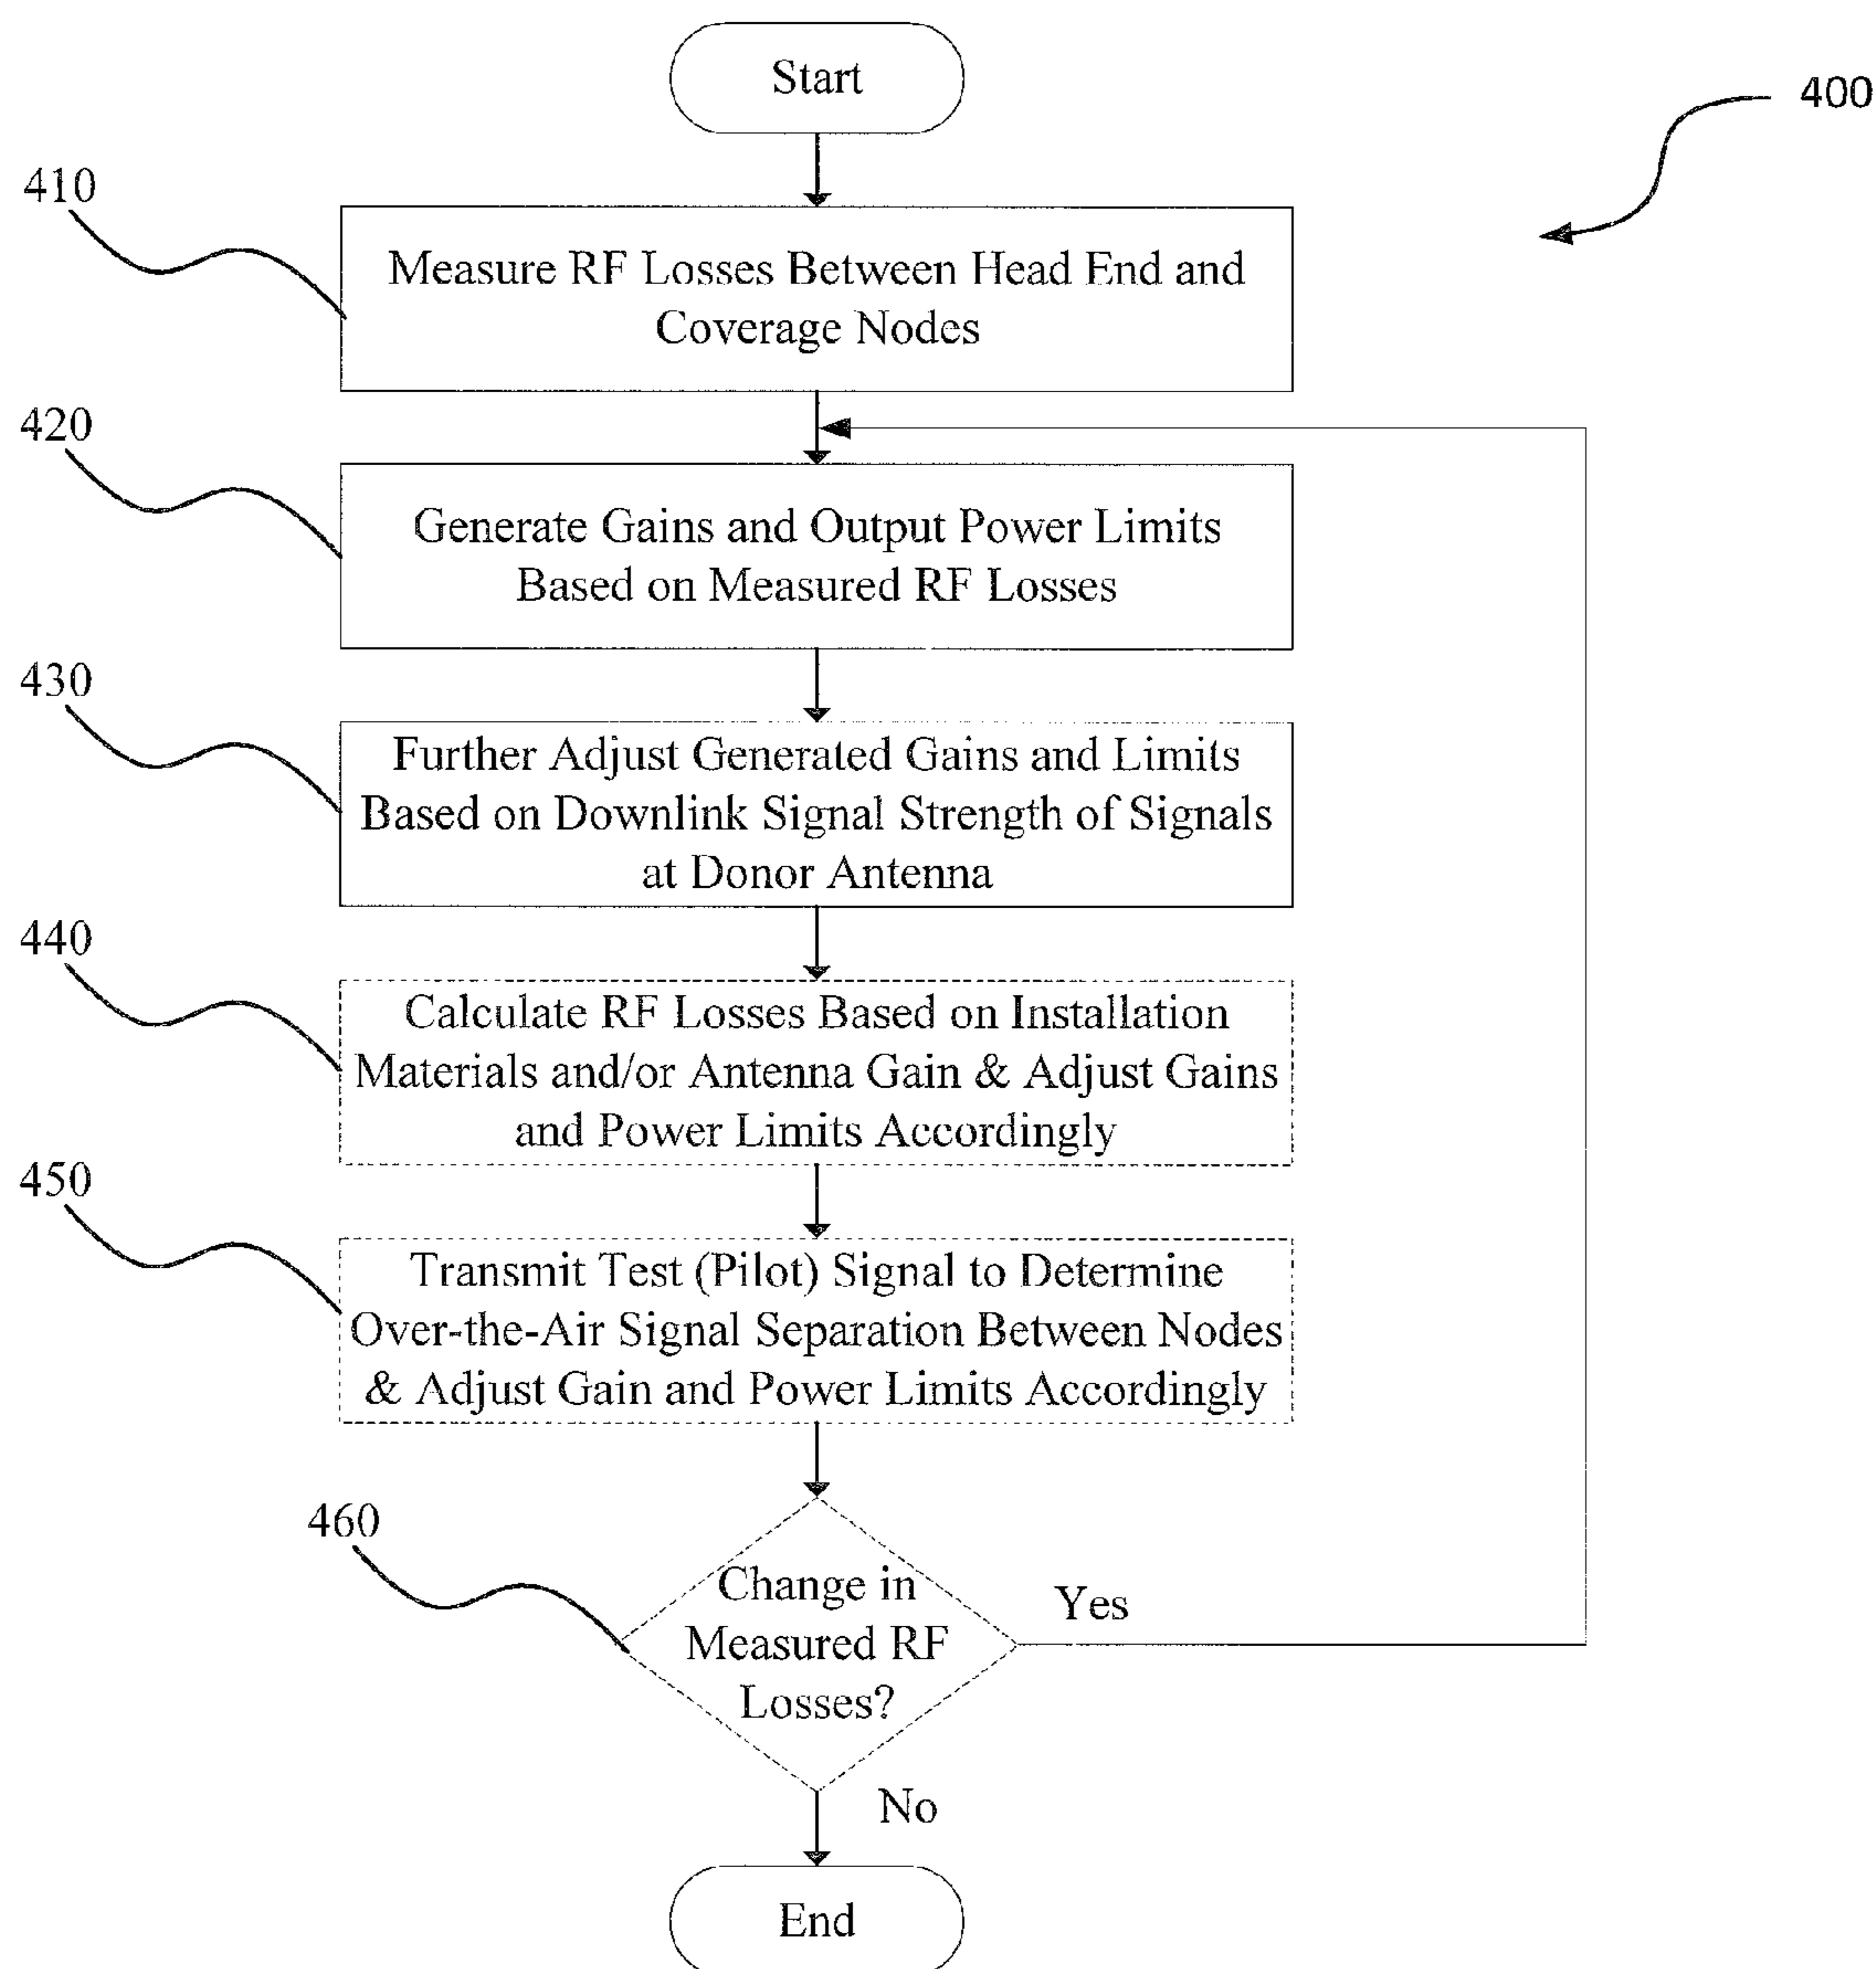 Start
400
410
Measure RF Losses Between Head End and
Coverage Nodes
420
Generate Gains and Output Power Limits
Based on Measured RF Losses
430
Further Adjust Generated Gains and Limits
Based on Downlink Signal Strength of Signals
at Donor Antenna
440
Calculate RF Losses Based on Installation
Materials and/or Antenna Gain & Adjust Gains
and Power Limits Accordingly
450
Transmit Test (Pilot) Signal to Determine
Over-the-Air Signal Separation Between Nodes
& Adjust Gain and Power Limits Accordingly
460
Change in
Measured RF
Losses?
Yes
No
End